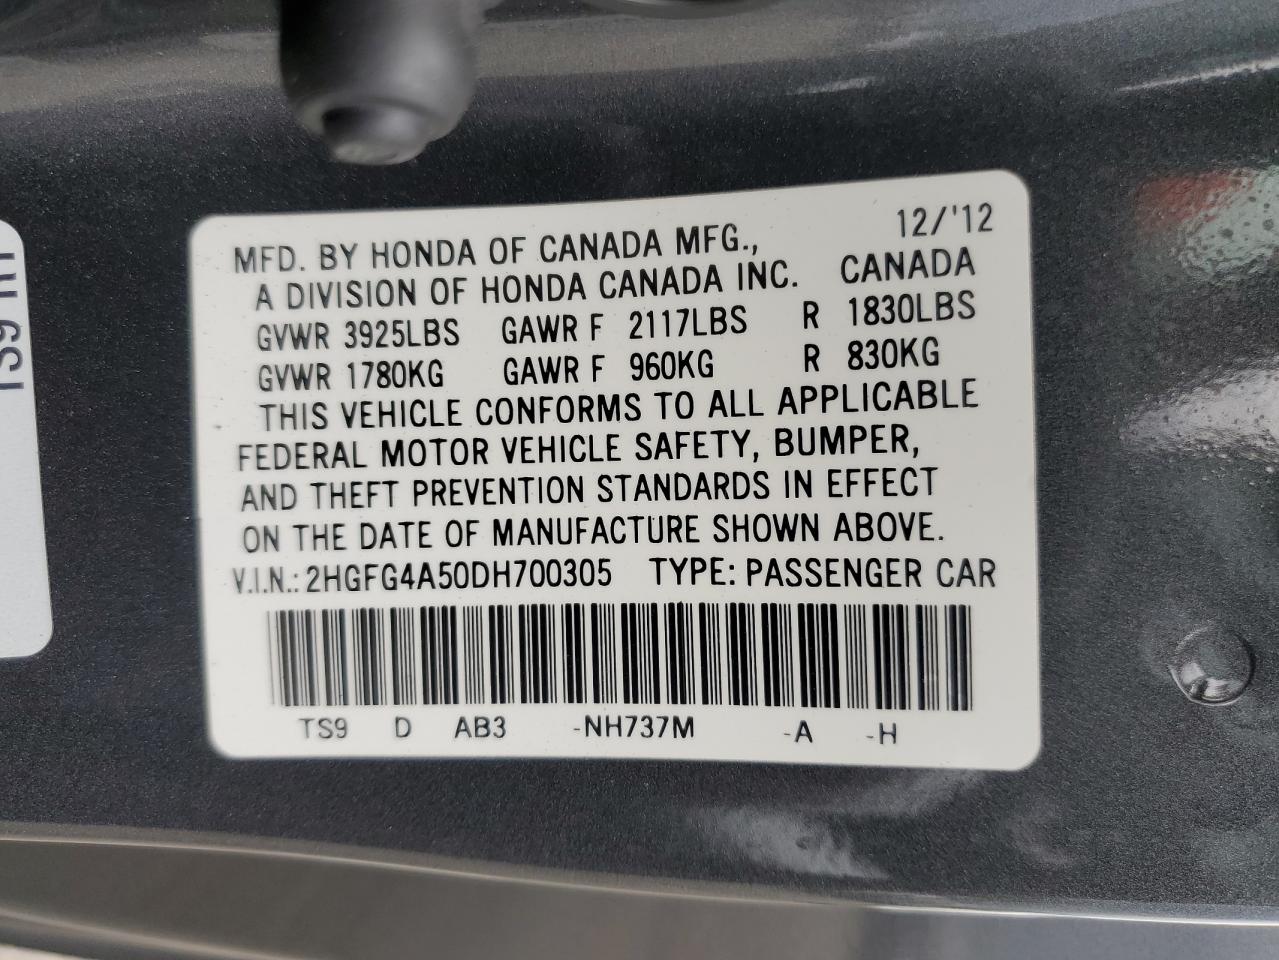 12/'12
MFD. BY HONDA OF CANADA MFG.,
A DIVISION OF HONDA CANADA INC. CANADA
GVWR 3925LBS GAWR F 2117LBS R 1830LBS
GVWR 1780KG GAWR F 960KG R 830KG
THIS VEHICLE CONFORMS TO ALL APPLICABLE
FEDERAL MOTOR VEHICLE SAFETY, BUMPER,
AND THEFT PREVENTION STANDARDS IN EFFECT
ON THE DATE OF MANUFACTURE SHOWN ABOVE.
V.I.N.: 2HGFG4A50DH700305 TYPE: PASSENGER CAR
TS9 D AB3 -NH737M -A -H
TS9